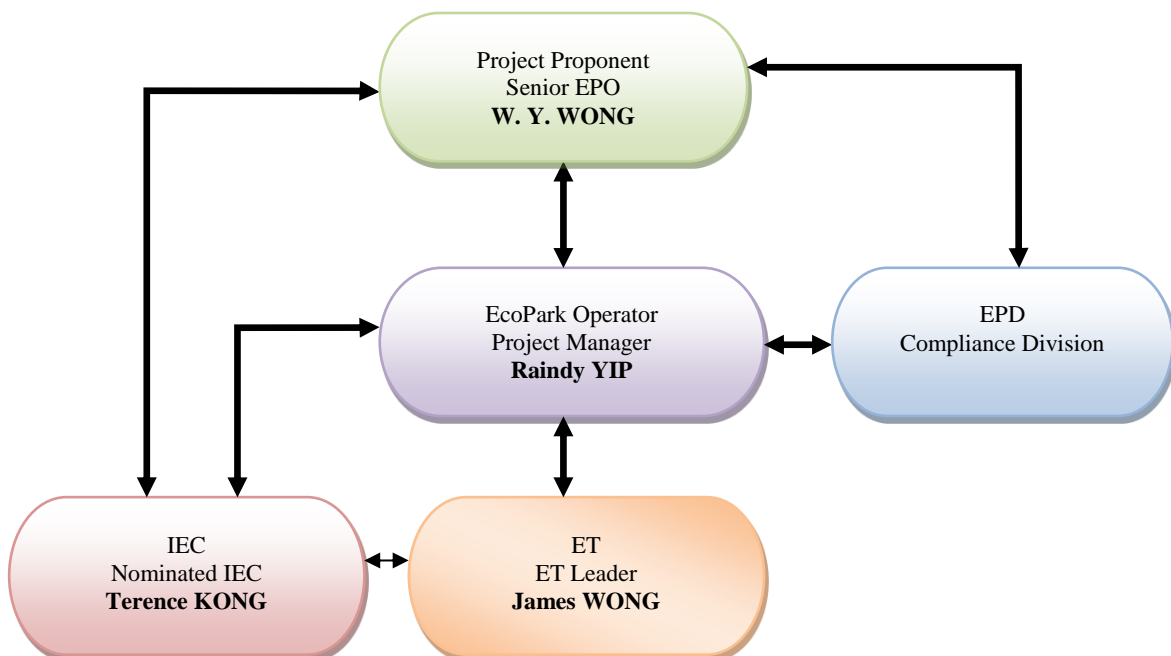 Project Proponent
Senior EPO
W. Y. WONG
EcoPark Operator
Project Manager
Raindy YIP
EPD
Compliance Division
IEC
Nominated IEC
Terence KONG
ET
ET Leader
James WONG